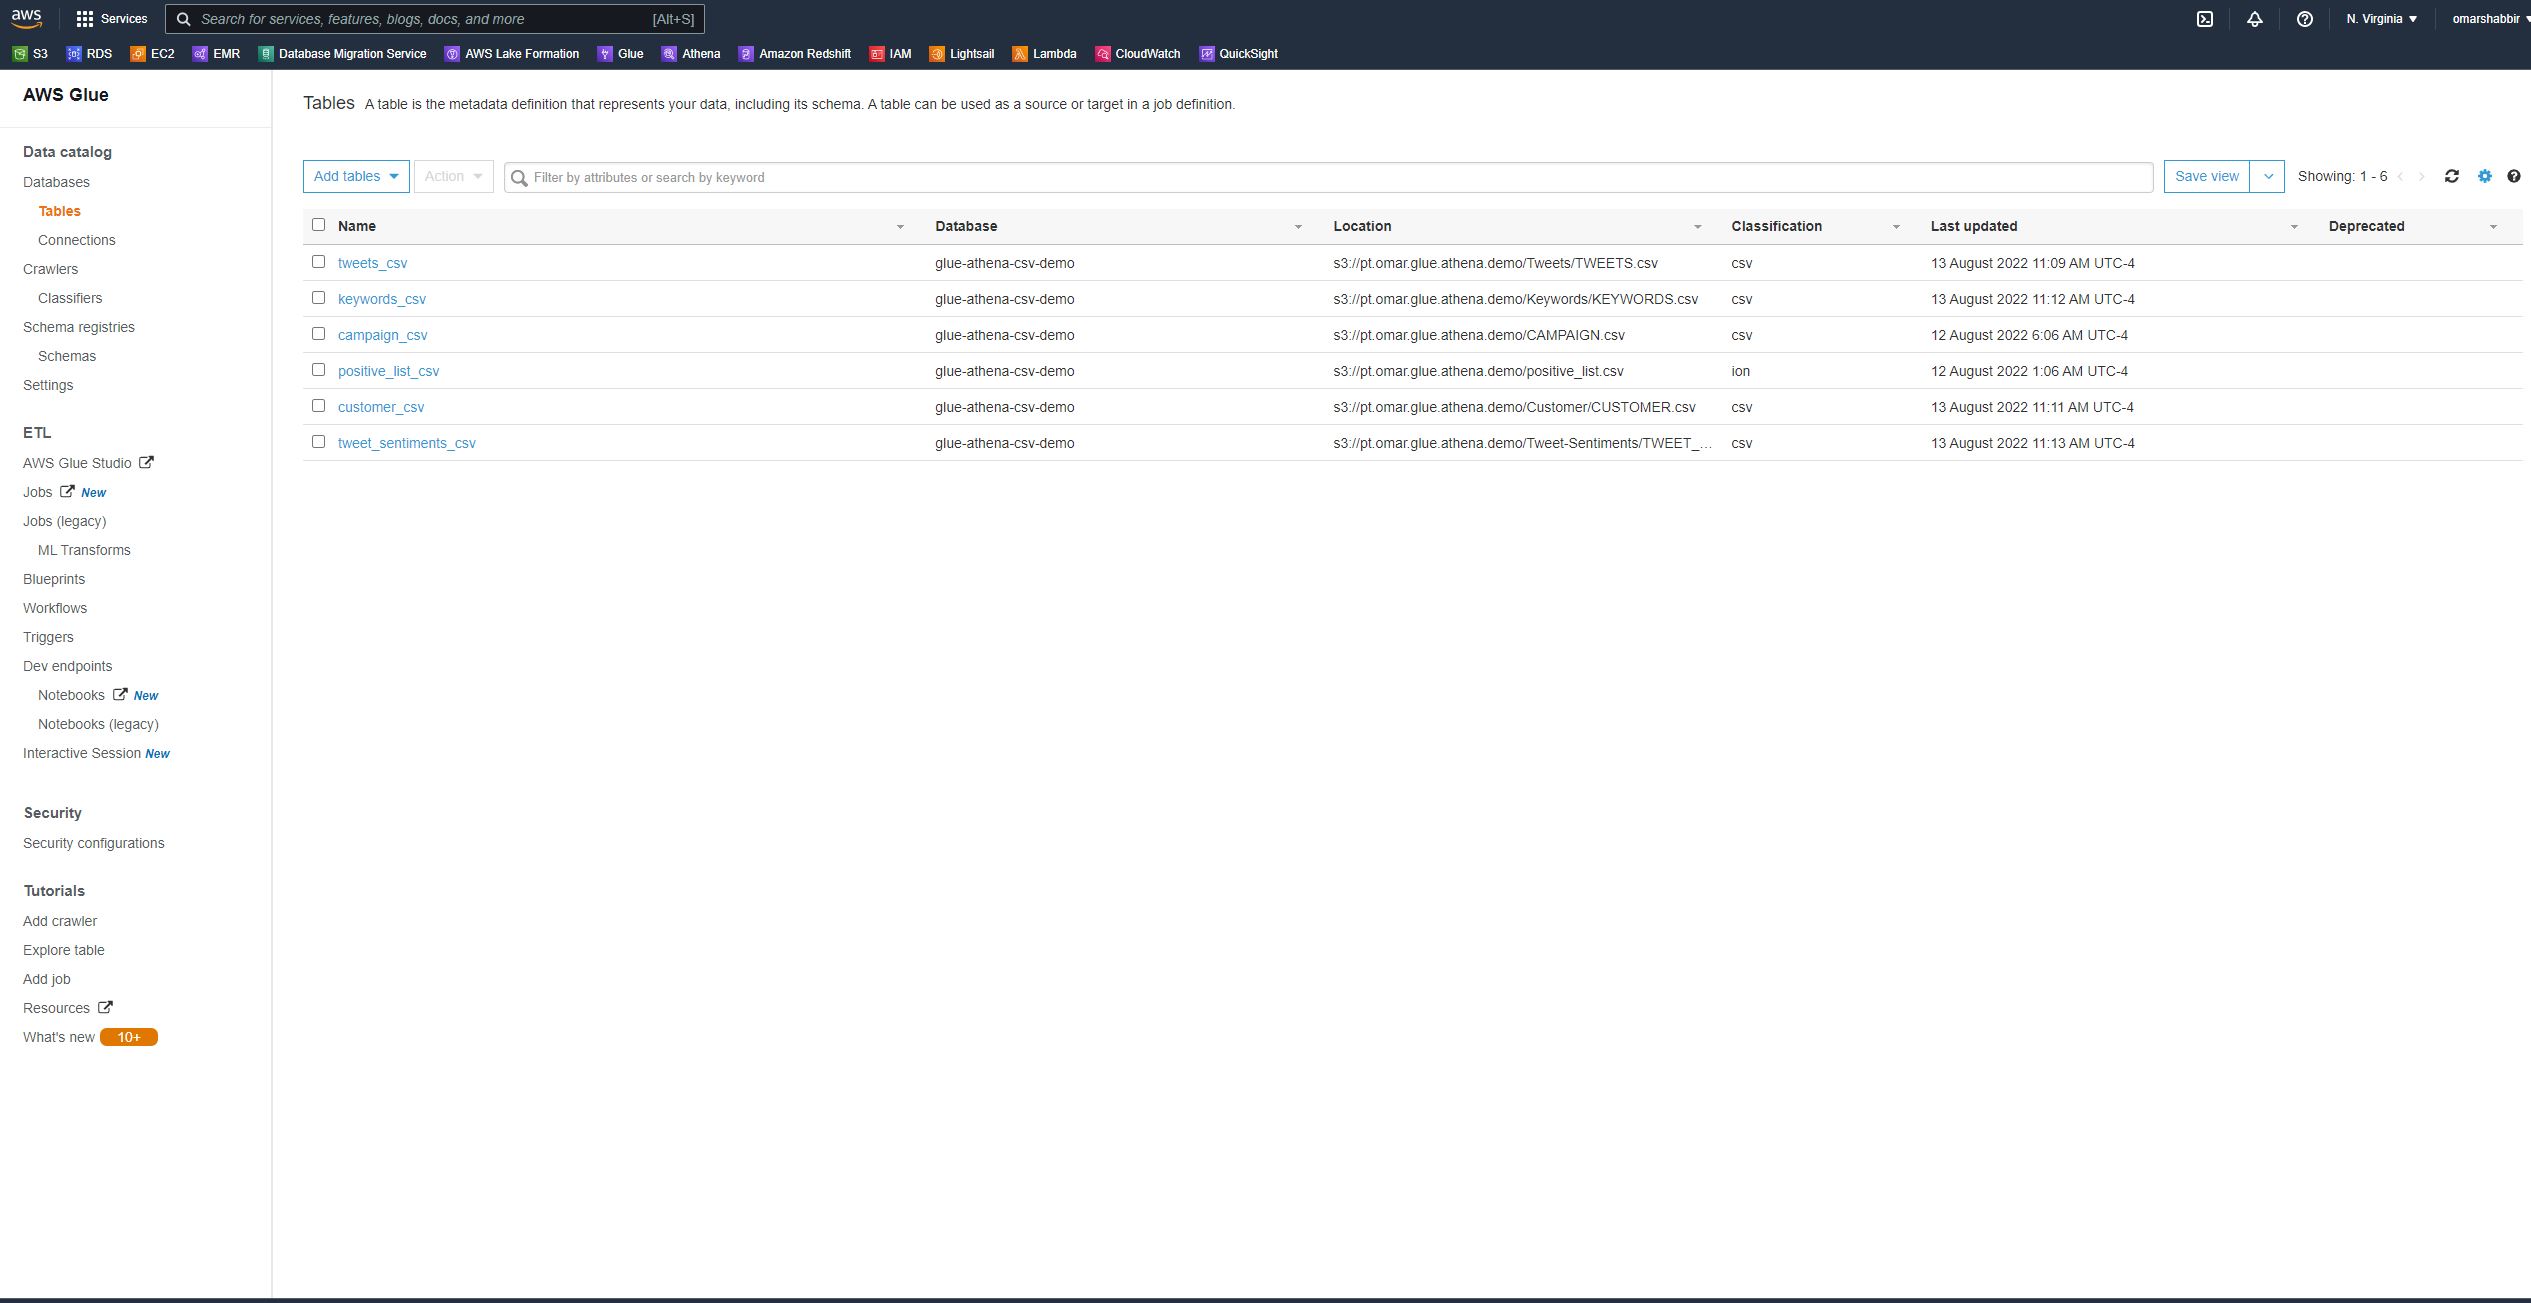 aws Services Search for services, features, blogs, docs, and more [Alt+S] N. Virginia omarshabbir
S3 RDS EC2 EMR Database Migration Service AWS Lake Formation Glue Athena Amazon Redshift IAM Lightsail Lambda CloudWatch QuickSight
AWS Glue
Data catalog
Databases
Tables
Connections
Crawlers
Classifiers
Schema registries
Schemas
Settings
ETL
AWS Glue Studio
Jobs New
Jobs (legacy)
ML Transforms
Blueprints
Workflows
Triggers
Dev endpoints
Notebooks New
Notebooks (legacy)
Interactive Session New
Security
Security configurations
Tutorials
Add crawler
Explore table
Add job
Resources
What's new 10+
Tables A table is the metadata definition that represents your data, including its schema. A table can be used as a source or target in a job definition.
Add tables Action Filter by attributes or search by keyword Save view Showing: 1 - 6
Name Database Location Classification Last updated Deprecated
tweets_csv glue-athena-csv-demo s3://pt.omar.glue.athena.demo/Tweets/TWEETS.csv csv 13 August 2022 11:09 AM UTC-4
keywords_csv glue-athena-csv-demo s3://pt.omar.glue.athena.demo/Keywords/KEYWORDS.csv csv 13 August 2022 11:12 AM UTC-4
campaign_csv glue-athena-csv-demo s3://pt.omar.glue.athena.demo/CAMPAIGN.csv csv 12 August 2022 6:06 AM UTC-4
positive_list_csv glue-athena-csv-demo s3://pt.omar.glue.athena.demo/positive_list.csv ion 12 August 2022 1:06 AM UTC-4
customer_csv glue-athena-csv-demo s3://pt.omar.glue.athena.demo/Customer/CUSTOMER.csv csv 13 August 2022 11:11 AM UTC-4
tweet_sentiments_csv glue-athena-csv-demo s3://pt.omar.glue.athena.demo/Tweet-Sentiments/TWEET_... csv 13 August 2022 11:13 AM UTC-4